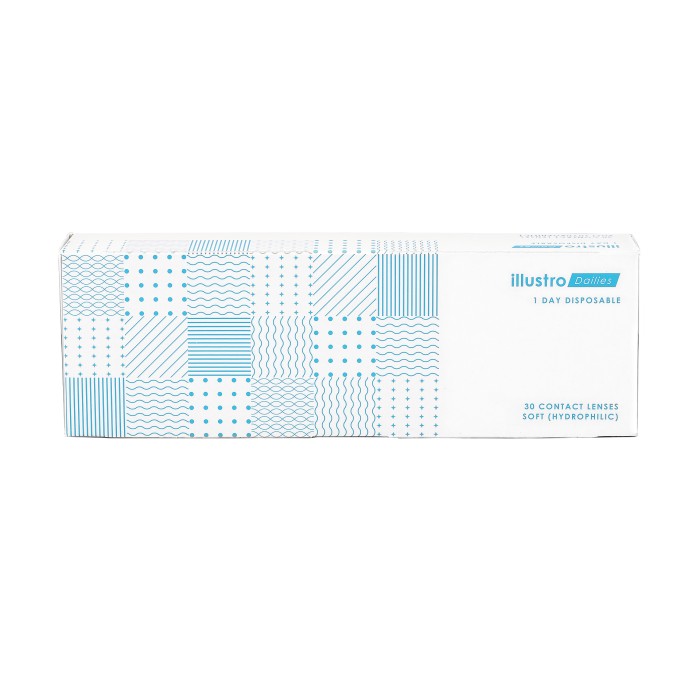 illustro Dailies
1 DAY DISPOSABLE
30 CONTACT LENSES
SOFT (HYDROPHILIC)